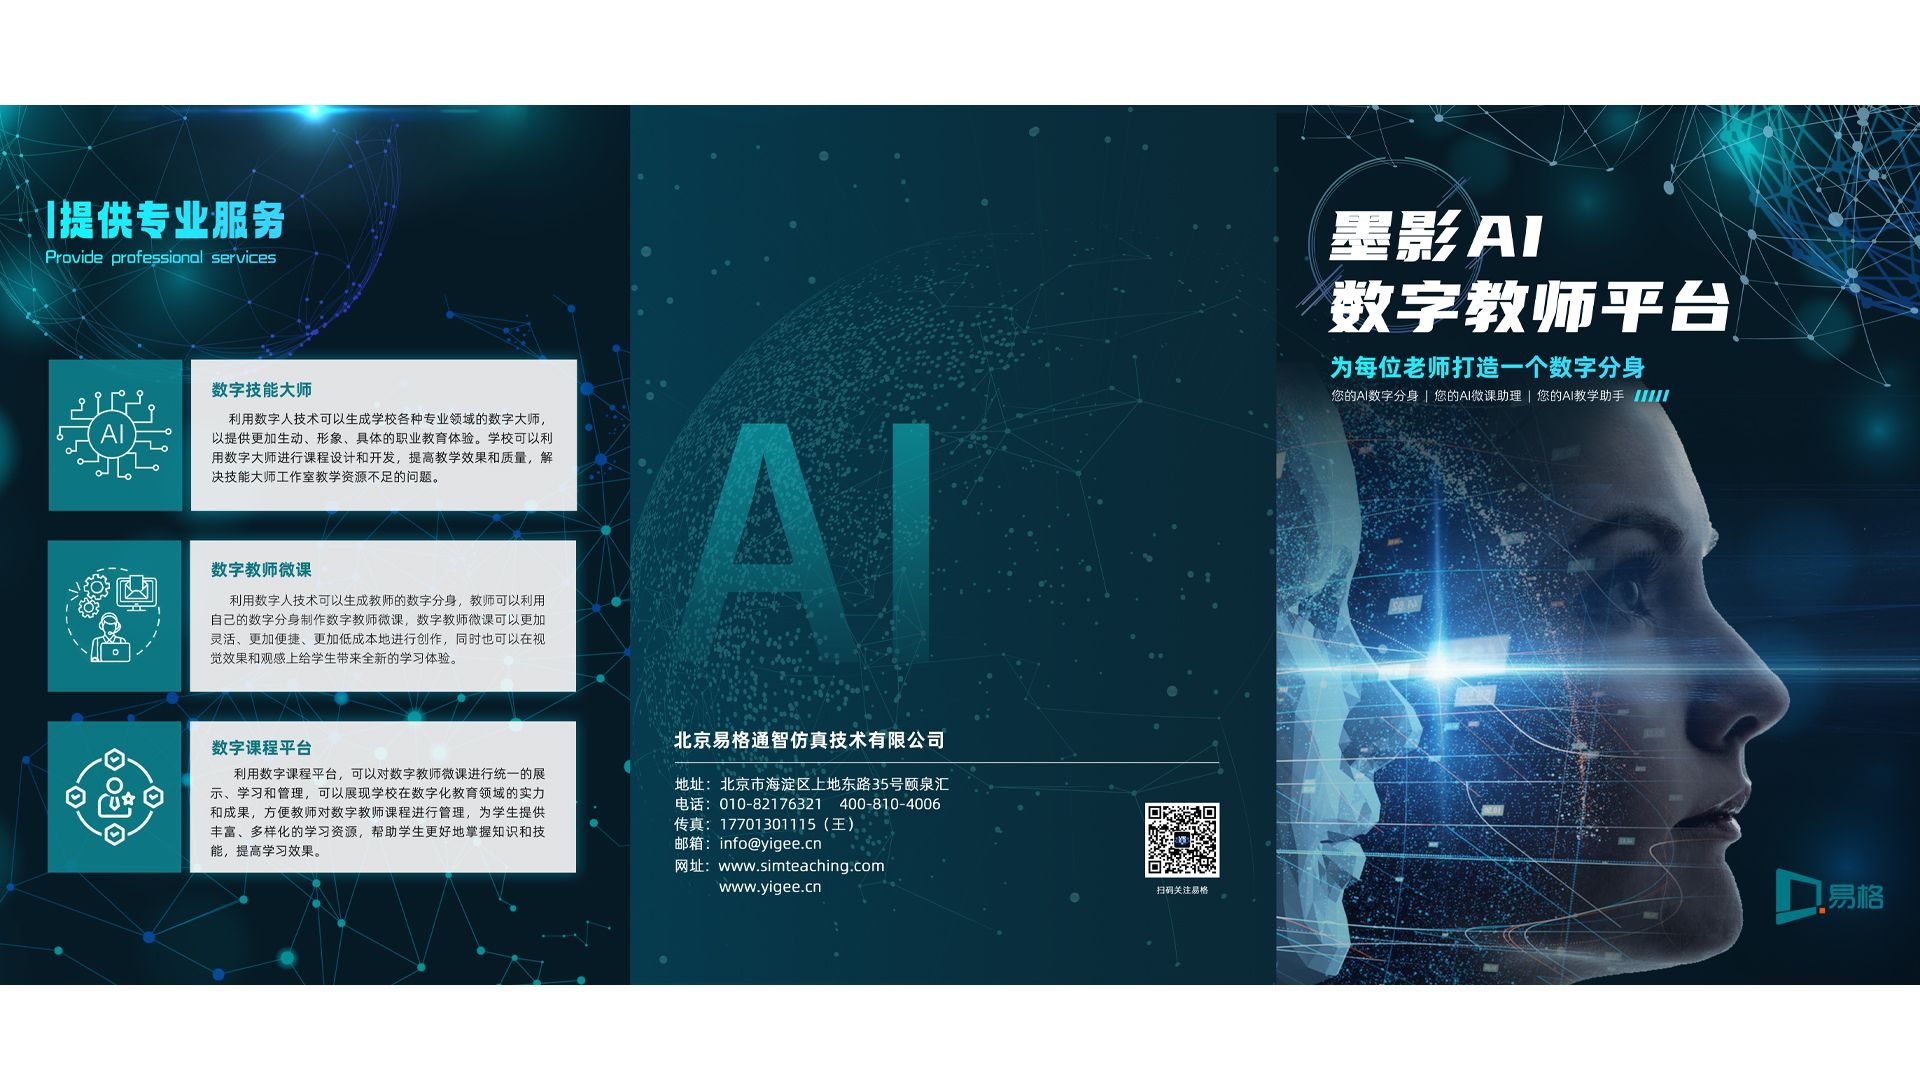 提供专业服务
Provide professional services
AI
数字技能大师
利用数字人技术可以生成学校各种专业领域的数字大师，
以提供更加生动、形象、具体的职业教育体验。学校可以利
用数字大师进行课程设计和开发，提高教学效果和质量，解
决技能大师工作室教学资源不足的问题。
数字教师微课
利用数字人技术可以生成教师的数字分身，教师可以利用
自己的数字分身制作数字教师微课，数字教师微课可以更加
灵活、更加便捷、更加低成本地进行创作，同时也可以在视
觉效果和观感上给学生带来全新的学习体验。
数字课程平台
利用数字课程平台，可以对数字教师微课进行统一的展
示、学习和管理，可以展现学校在数字化教育领域的实力
和成果，方便教师对数字教师课程进行管理，为学生提供
丰富、多样化的学习资源，帮助学生更好地掌握知识和技
能，提高学习效果。
AI
北京易格通智仿真技术有限公司
地址：北京市海淀区上地东路35号颐泉汇
电话：010-82176321 400-810-4006
传真：17701301115（王）
邮箱：info@yigee.cn
网址：www.simteaching.com
www.yigee.cn
扫码关注易格
墨影AI
数字教师平台
为每位老师打造一个数字分身
您的AI数字分身 | 您的AI微课助理 | 您的AI教学助手
易格